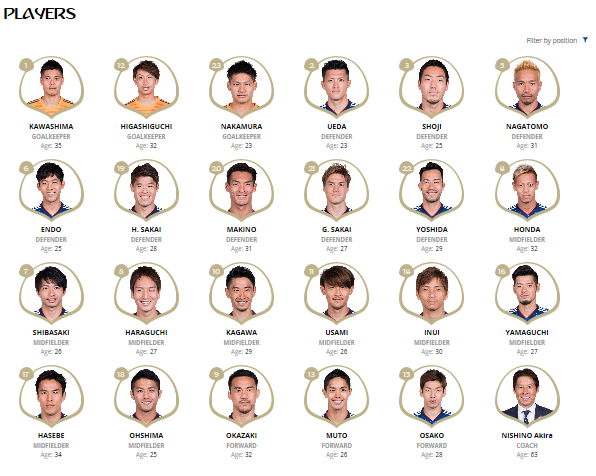 PLAYERS
Filter by position
1 12 23 2 3 5
KAWASHIMA HIGASHIGUCHI NAKAMURA UEDA SHOJI NAGATOMO
GOALKEEPER GOALKEEPER GOALKEEPER DEFENDER DEFENDER DEFENDER
Age: 35 Age: 32 Age: 23 Age: 23 Age: 25 Age: 31
6 19 20 21 22 4
ENDO H. SAKAI MAKINO G. SAKAI YOSHIDA HONDA
DEFENDER DEFENDER DEFENDER DEFENDER DEFENDER MIDFIELDER
Age: 25 Age: 28 Age: 31 Age: 27 Age: 29 Age: 32
7 8 10 11 14 16
SHIBASAKI HARAGUCHI KAGAWA USAMI INUI YAMAGUCHI
MIDFIELDER MIDFIELDER MIDFIELDER MIDFIELDER MIDFIELDER MIDFIELDER
Age: 26 Age: 27 Age: 29 Age: 26 Age: 30 Age: 27
17 18 9 13 15
HASEBE OHSHIMA OKAZAKI MUTO OSAKO NISHINO Akira
MIDFIELDER MIDFIELDER FORWARD FORWARD FORWARD COACH
Age: 34 Age: 25 Age: 32 Age: 26 Age: 28 Age: 63